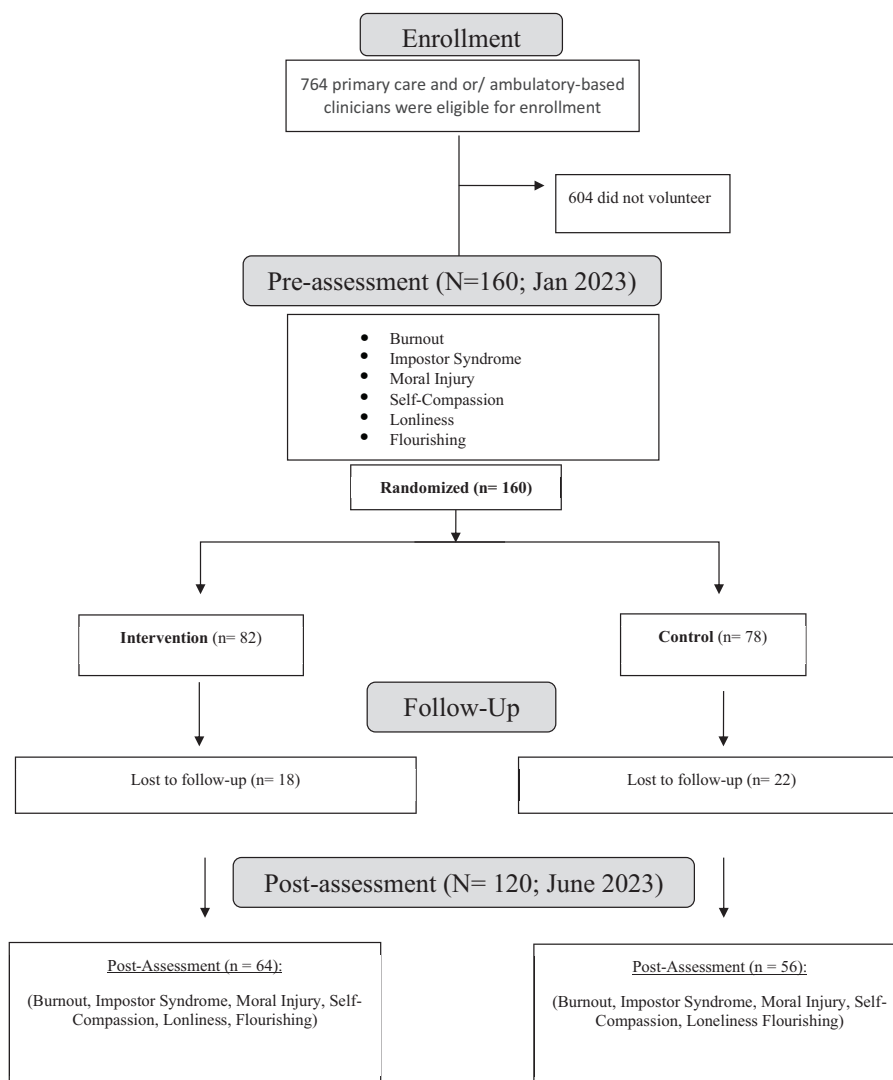 Enrollment
764 primary care and or/ ambulatory-based
clinicians were eligible for enrollment
604 did not volunteer
Pre-assessment (N=160; Jan 2023)
• Burnout
• Impostor Syndrome
• Moral Injury
• Self-Compassion
• Lonliness
• Flourishing
Randomized (n= 160)
Intervention (n= 82)
Control (n= 78)
Follow-Up
Lost to follow-up (n= 18)
Lost to follow-up (n= 22)
Post-assessment (N= 120; June 2023)
Post-Assessment (n = 64):
(Burnout, Impostor Syndrome, Moral Injury, Self-
Compassion, Lonliness, Flourishing)
Post-Assessment (n = 56):
(Burnout, Impostor Syndrome, Moral Injury, Self-
Compassion, Loneliness Flourishing)